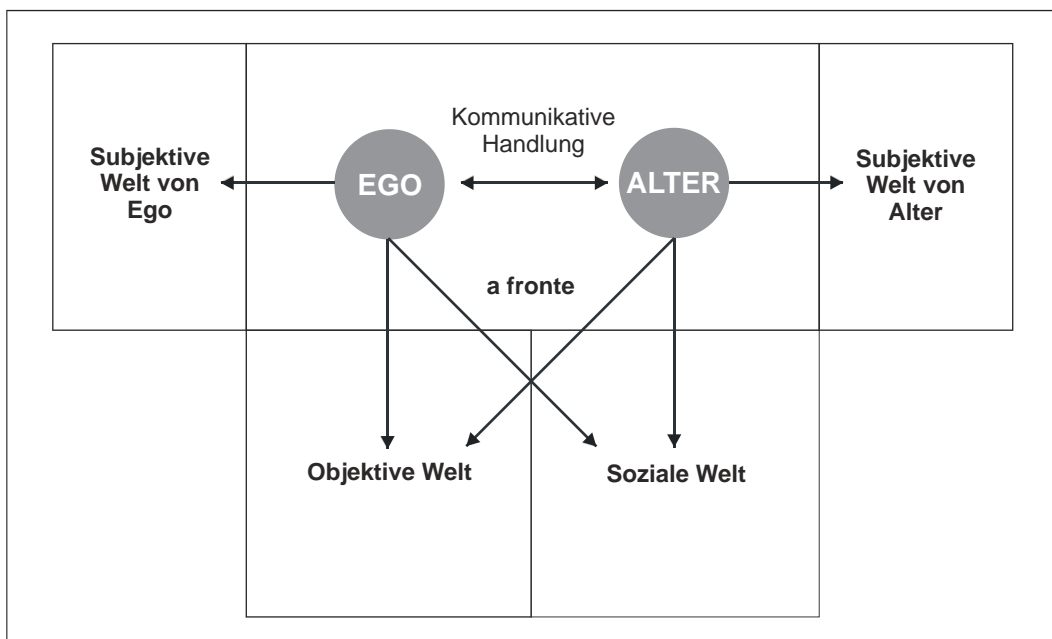 Kommunikative
Handlung
Subjektive
Welt von
Ego
EGO
ALTER
Subjektive
Welt von
Alter
a fronte
Objektive Welt
Soziale Welt